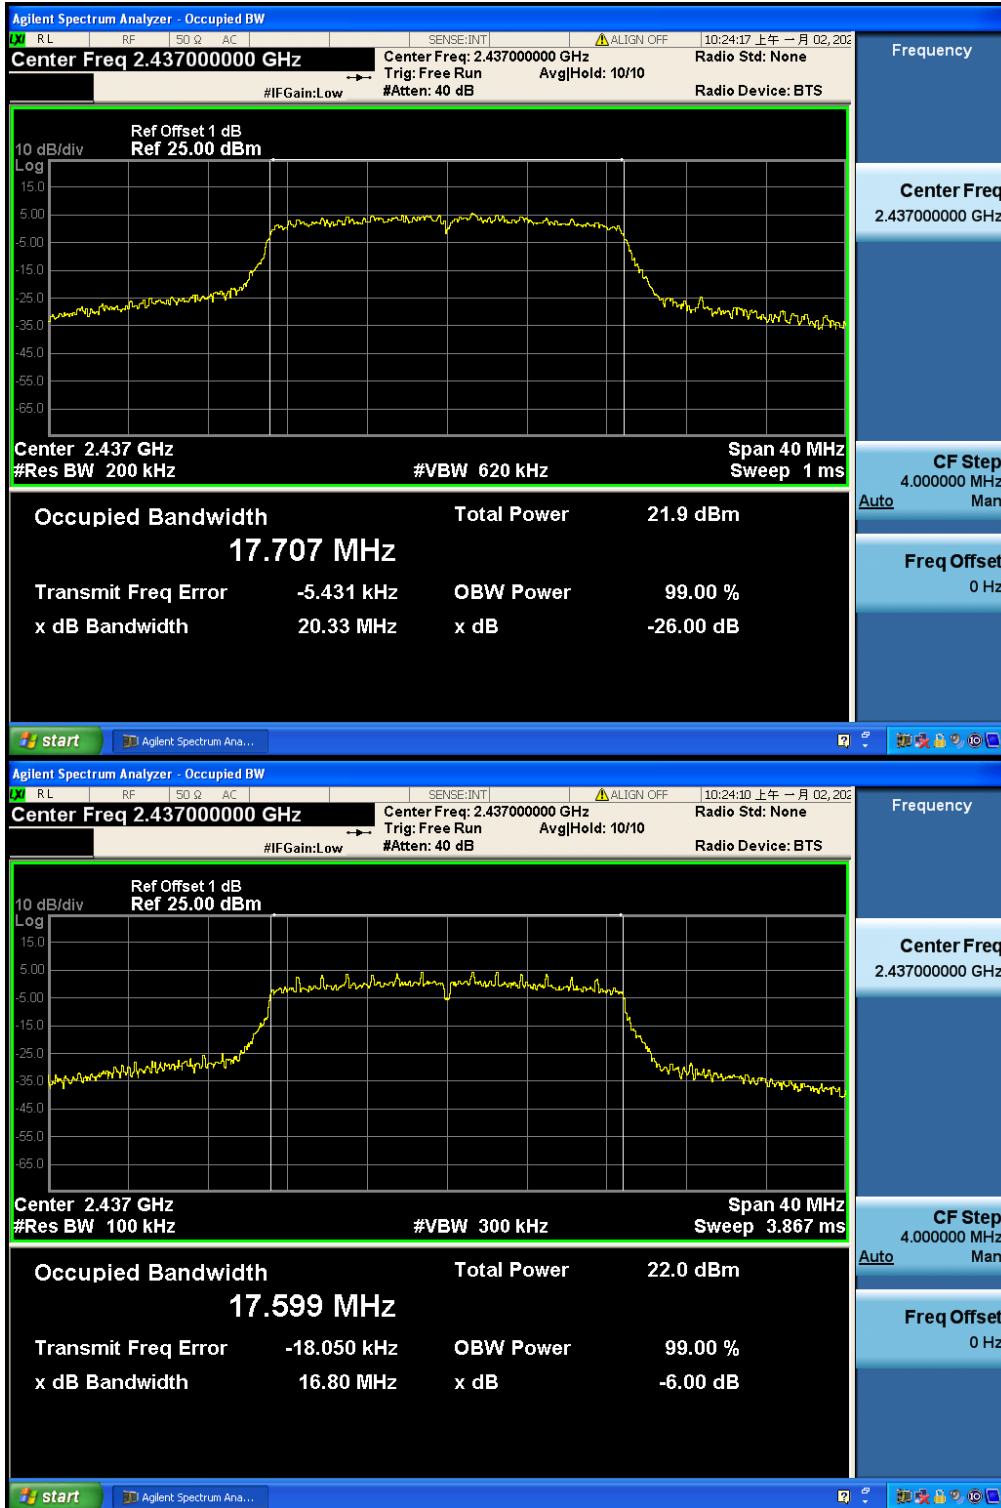 Agilent Spectrum Analyzer - Occupied BW
LXI RL RF 50 Ω AC SENSE:INT ALIGN OFF 10:24:17 上午 一月 02, 202
Center Freq 2.437000000 GHz
Center Freq: 2.437000000 GHz
Radio Std: None
Trig: Free Run Avg|Hold: 10/10
#IFGain:Low #Atten: 40 dB Radio Device: BTS
Frequency
Ref Offset 1 dB
10 dB/div Ref 25.00 dBm
Log
15.0
5.00
-5.00
-15.0
-25.0
-35.0
-45.0
-55.0
-65.0
Center 2.437 GHz Span 40 MHz
#Res BW 200 kHz #VBW 620 kHz Sweep 1 ms
Center Freq
2.437000000 GHz
CF Step
4.000000 MHz
Auto Man
Freq Offset
0 Hz
Occupied Bandwidth Total Power 21.9 dBm
17.707 MHz
Transmit Freq Error -5.431 kHz OBW Power 99.00 %
x dB Bandwidth 20.33 MHz x dB -26.00 dB
start Agilent Spectrum Ana...
Agilent Spectrum Analyzer - Occupied BW
LXI RL RF 50 Ω AC SENSE:INT ALIGN OFF 10:24:10 上午 一月 02, 202
Center Freq 2.437000000 GHz
Center Freq: 2.437000000 GHz
Radio Std: None
Trig: Free Run Avg|Hold: 10/10
#IFGain:Low #Atten: 40 dB Radio Device: BTS
Frequency
Ref Offset 1 dB
10 dB/div Ref 25.00 dBm
Log
15.0
5.00
-5.00
-15.0
-25.0
-35.0
-45.0
-55.0
-65.0
Center 2.437 GHz Span 40 MHz
#Res BW 100 kHz #VBW 300 kHz Sweep 3.867 ms
Center Freq
2.437000000 GHz
CF Step
4.000000 MHz
Auto Man
Freq Offset
0 Hz
Occupied Bandwidth Total Power 22.0 dBm
17.599 MHz
Transmit Freq Error -18.050 kHz OBW Power 99.00 %
x dB Bandwidth 16.80 MHz x dB -6.00 dB
start Agilent Spectrum Ana...